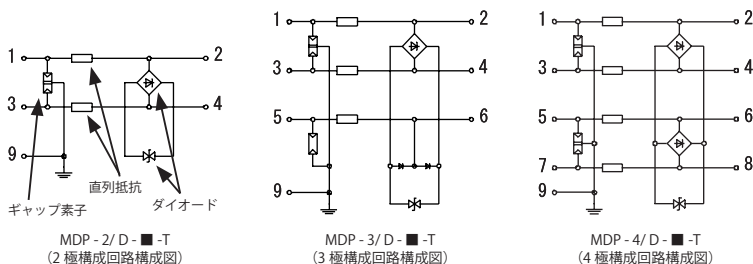 1
2
3
4
9
ギャップ素子
直列抵抗
ダイオード
MDP - 2/ D - ■ -T
（2 極構成回路構成図）
1
2
3
4
5
6
9
MDP - 3/ D - ■ -T
（3 極構成回路構成図）
1
2
3
4
5
6
7
8
9
MDP - 4/ D - ■ -T
（4 極構成回路構成図）